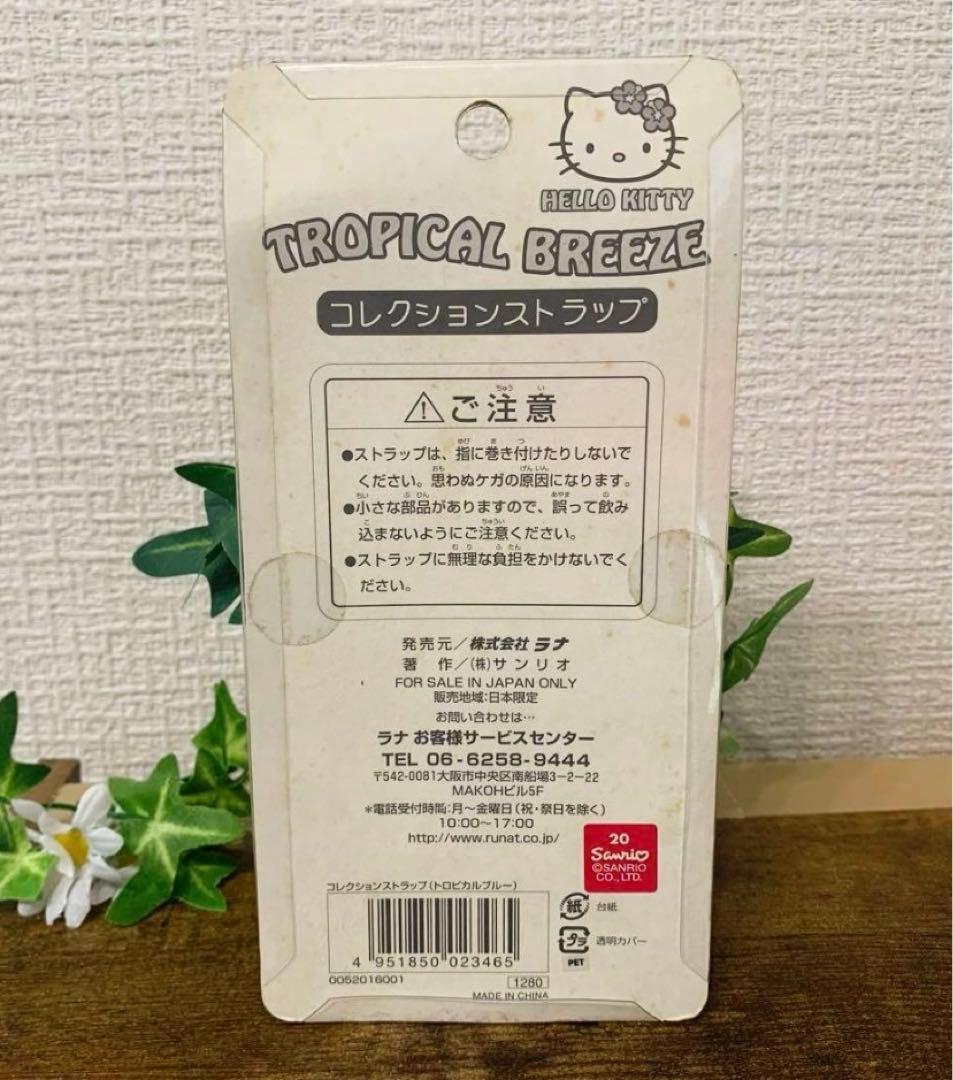 HELLO KITTY
TROPICAL BREEZE
コレクションストラップ
ご注意
●ストラップは、指に巻き付けたりしないで
ください。思わぬケガの原因になります。
●小さな部品がありますので、誤って飲み
込まないようにご注意ください。
●ストラップに無理な負担をかけないでく
ださい。
発売元／株式会社 ラナ
著 作／(株)サンリオ
FOR SALE IN JAPAN ONLY
販売地域:日本限定
お問い合わせは…
ラナ お客様サービスセンター
TEL 06-6258-9444
〒542-0081大阪市中央区南船場3-2-22
MAKOHビル5F
*電話受付時間:月〜金曜日(祝・祭日を除く)
10:00〜17:00
http://www.runat.co.jp/
20
Sanrio
©SANRIO
CO., LTD.
コレクションストラップ(トロピカルブルー)
4 951850 023465
G052016001
1280
MADE IN CHINA
紙 台紙
プラ 透明カバー
PET